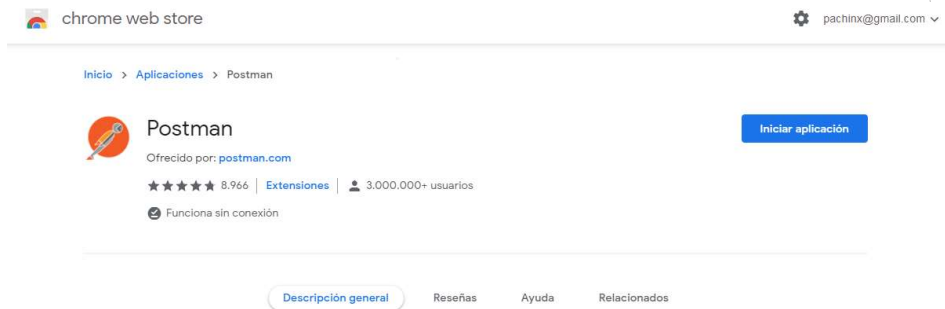 chrome web store pachinx@gmail.com
Inicio > Aplicaciones > Postman
Postman
Iniciar aplicación
Ofrecido por: postman.com
8.966 | Extensiones | 3.000.000+ usuarios
Funciona sin conexión
Descripción general Reseñas Ayuda Relacionados